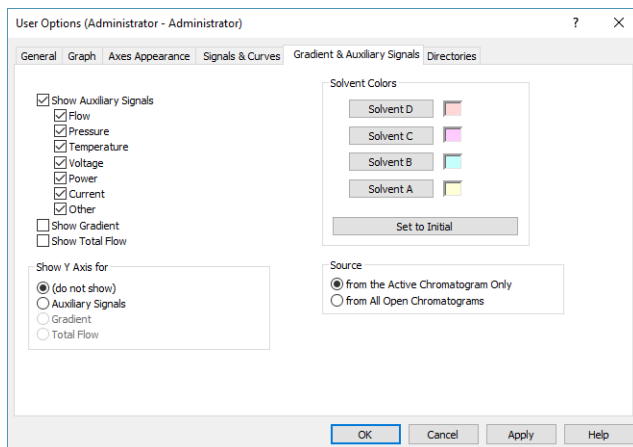 User Options (Administrator - Administrator)
?
General Graph Axes Appearance Signals & Curves Gradient & Auxiliary Signals Directories
Show Auxiliary Signals
Flow
Pressure
Temperature
Voltage
Power
Current
Other
Show Gradient
Show Total Flow
Solvent Colors
Solvent D
Solvent C
Solvent B
Solvent A
Set to Initial
Show Y Axis for
(do not show)
Auxiliary Signals
Gradient
Total Flow
Source
from the Active Chromatogram Only
from All Open Chromatograms
OK Cancel Apply Help